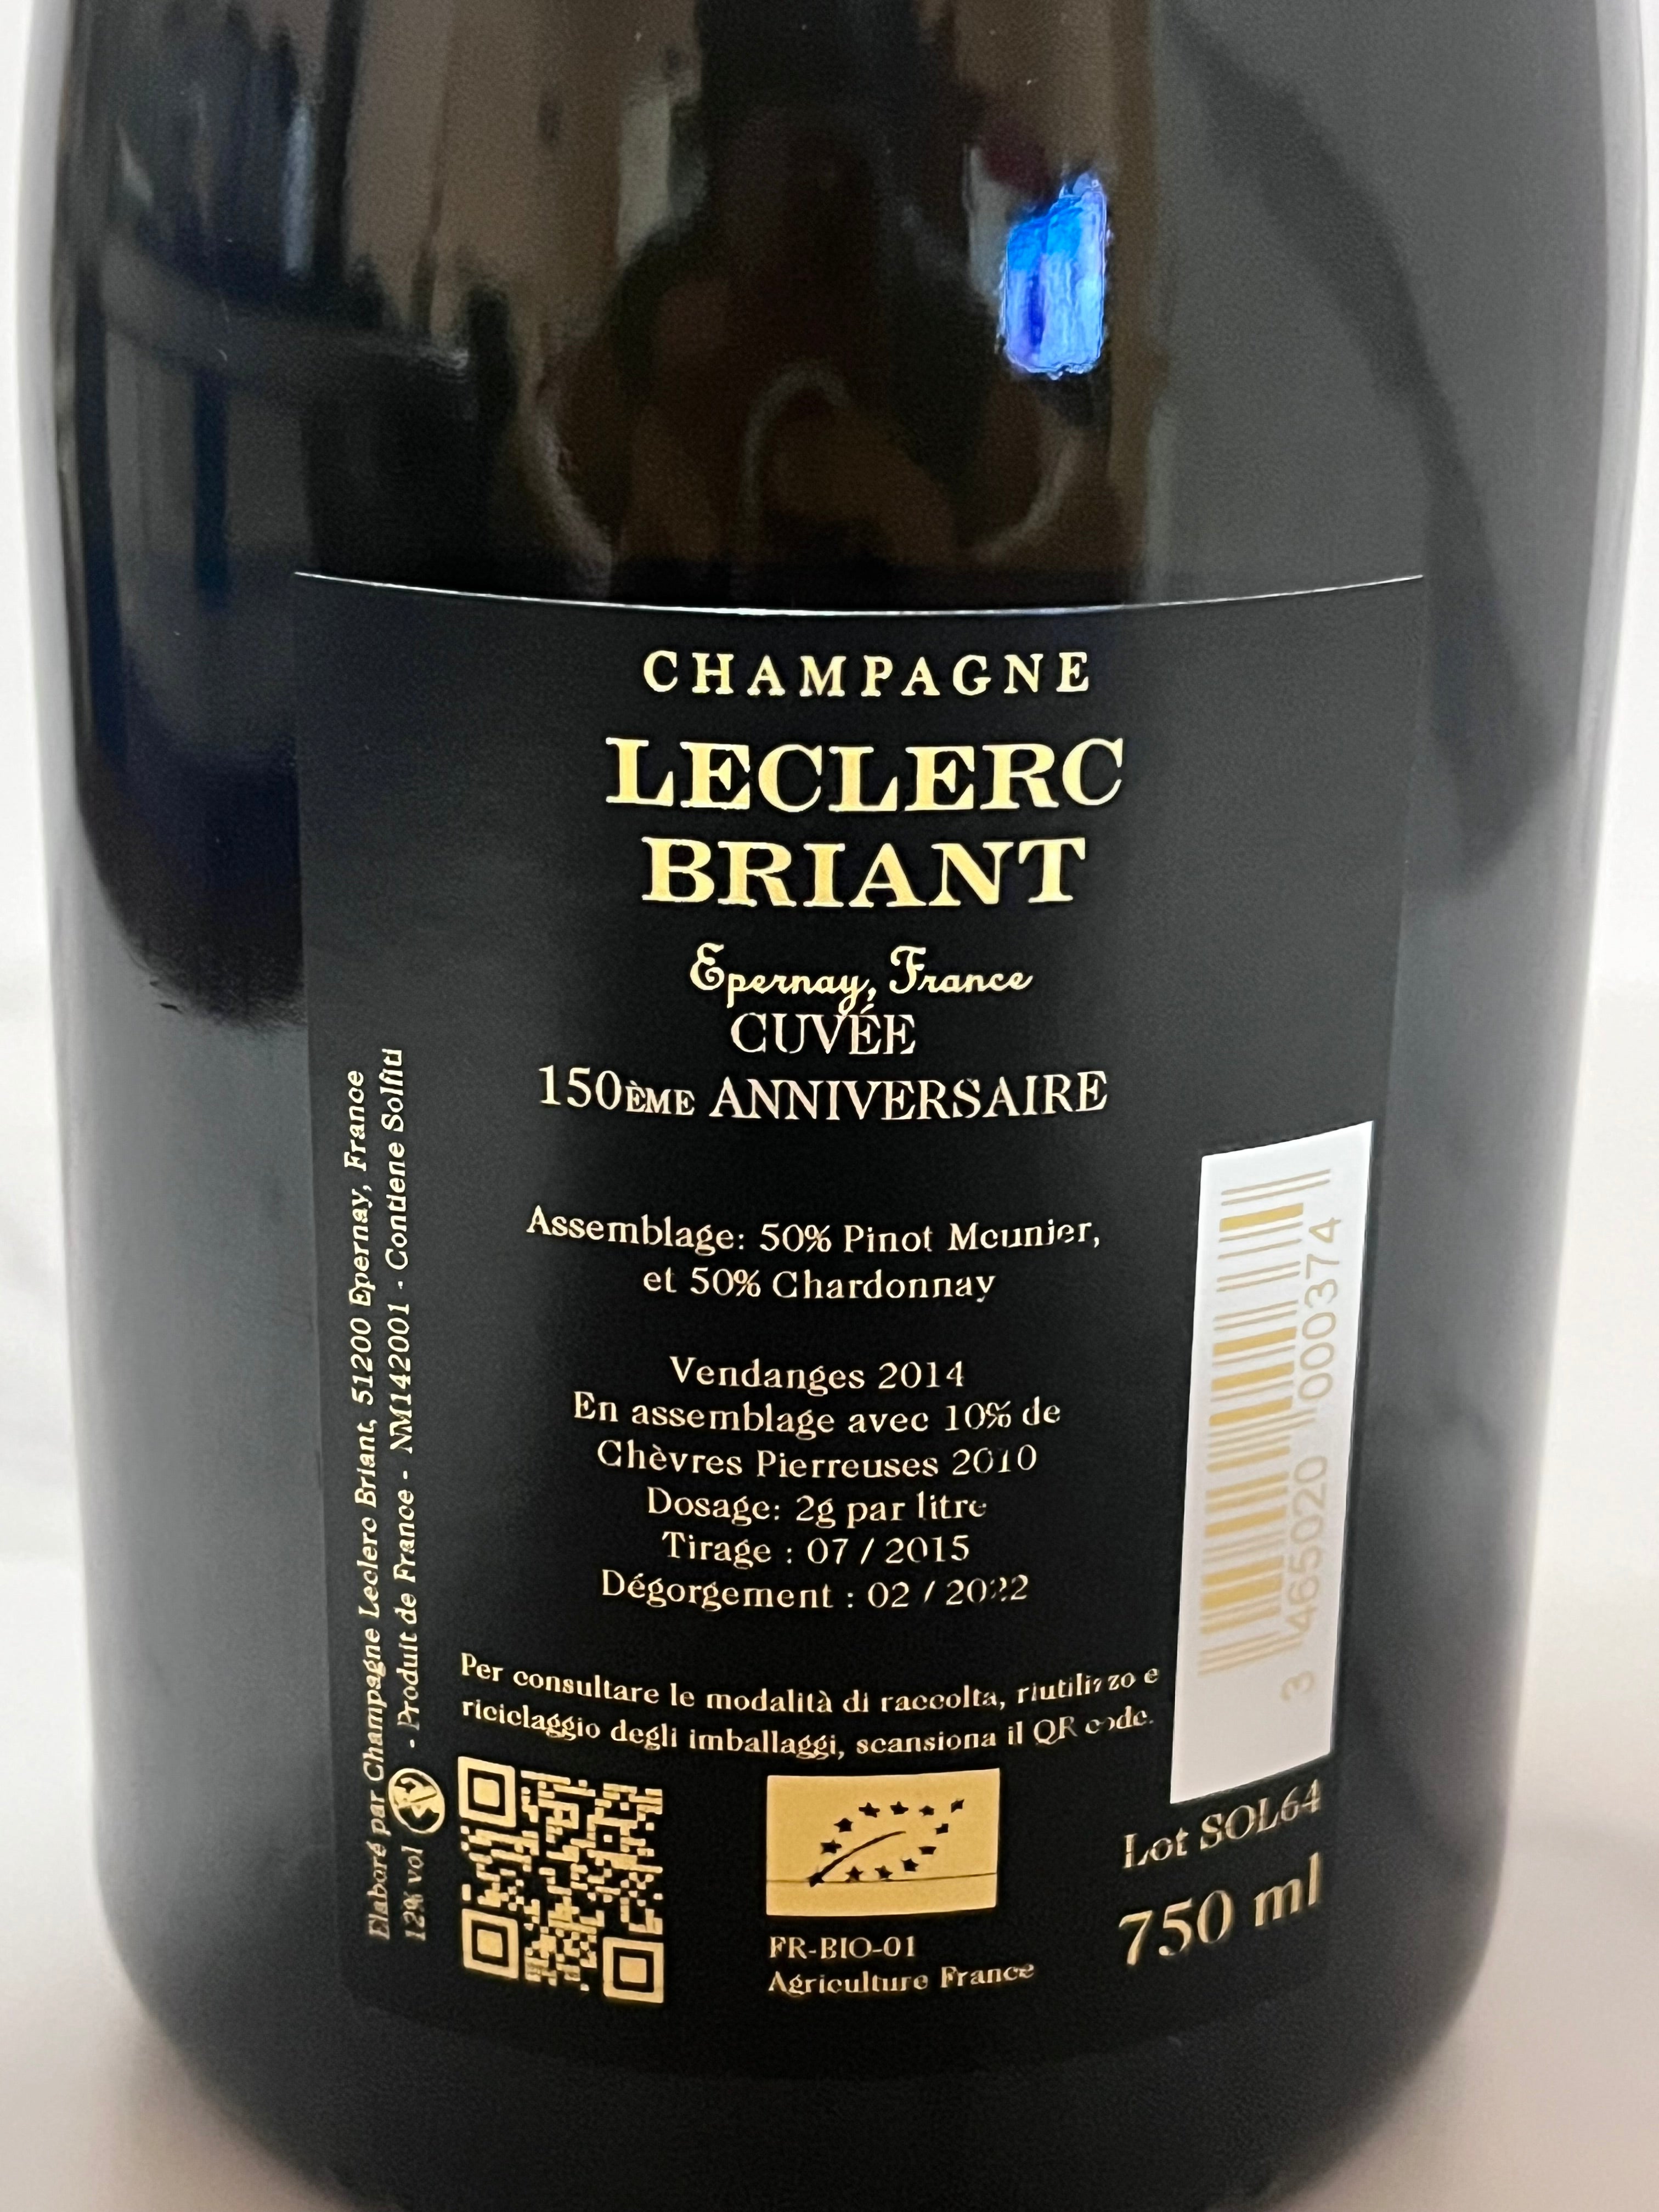 CHAMPAGNE
LECLERC
BRIANT
Epernay, France
CUVÉE
150ÈME ANNIVERSAIRE
Assemblage: 50% Pinot Meunier,
et 50% Chardonnay
Vendanges 2014
En assemblage avec 10% de
Chèvres Pierreuses 2010
Dosage: 2g par litre
Tirage : 07 / 2015
Dégorgement : 02 / 2022
Per consultare le modalità di raccolta, riutilizzo e
riciclaggio degli imballaggi, scansiona il QR code.
Elaboré par Champagne Leclerc Briant, 51200 Epernay, France
12% vol - Produit de France - NM142001 - Contiene Solfiti
FR-BIO-01
Agriculture France
3 465020 000374
Lot SOL64
750 ml